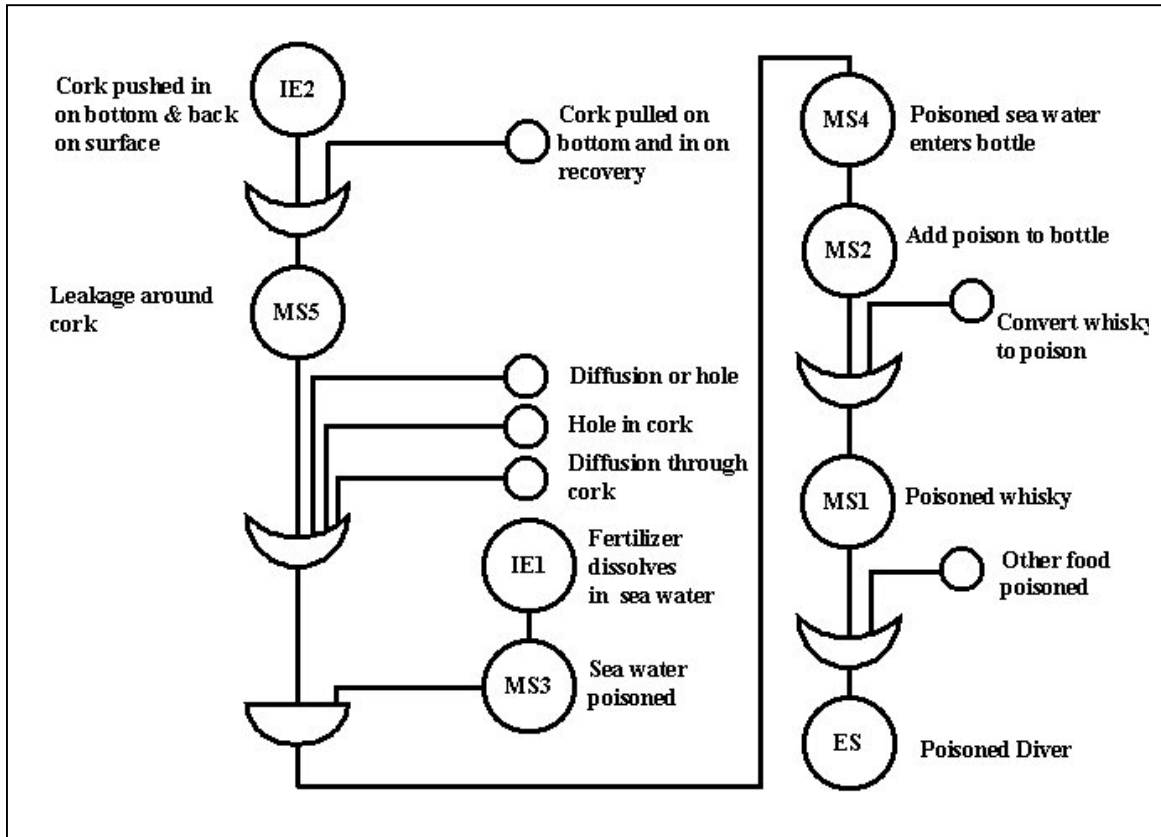 IE2
Cork pushed in
on bottom & back
on surface
Cork pulled on
bottom and in on
recovery
MS5
Leakage around
cork
Diffusion or hole
Hole in cork
Diffusion through
cork
IE1
Fertilizer
dissolves
in sea water
MS3
Sea water
poisoned
MS4
Poisoned sea water
enters bottle
MS2
Add poison to bottle
Convert whisky
to poison
MS1
Poisoned whisky
Other food
poisoned
ES
Poisoned Diver